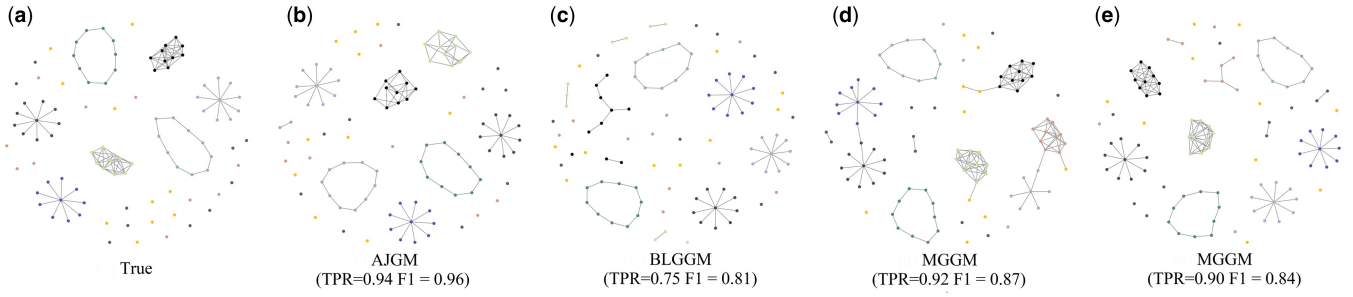 (a)
(b)
(c)
(d)
(e)
True
AJGM
(TPR=0.94 F1 = 0.96)
BLGGM
(TPR=0.75 F1 = 0.81)
MGGM
(TPR=0.92 F1 = 0.87)
MGGM
(TPR=0.90 F1 = 0.84)